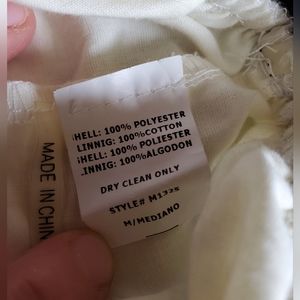 SHELL: 100% POLYESTER
LINNIG: 100%COTTON
SHELL: 100% POLIESTER
LINNIG: 100%ALGODON
DRY CLEAN ONLY
STYLE# M1325
M/MEDIANO
MADE IN CHIN